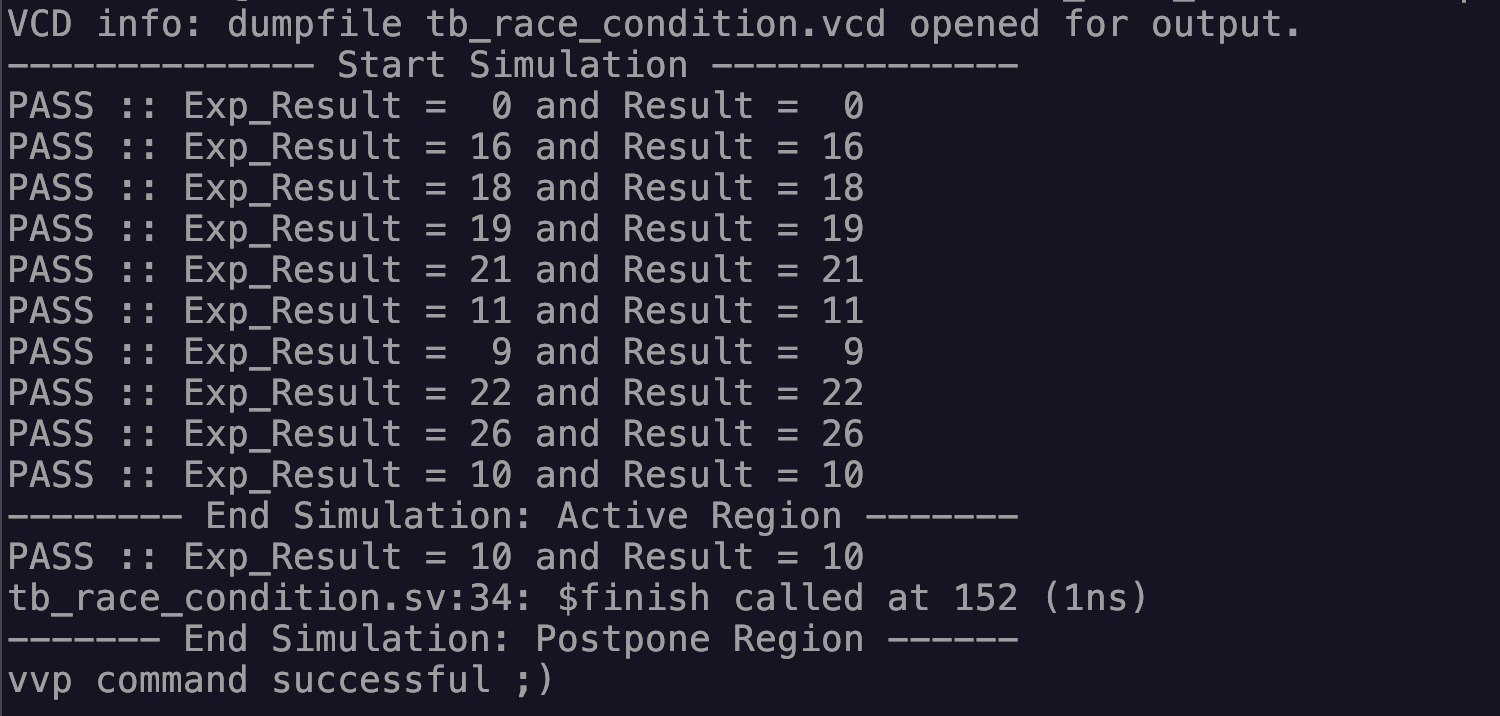 VCD info: dumpfile tb_race_condition.vcd opened for output.
-------------- Start Simulation --------------
PASS :: Exp_Result =  0 and Result =  0
PASS :: Exp_Result = 16 and Result = 16
PASS :: Exp_Result = 18 and Result = 18
PASS :: Exp_Result = 19 and Result = 19
PASS :: Exp_Result = 21 and Result = 21
PASS :: Exp_Result = 11 and Result = 11
PASS :: Exp_Result =  9 and Result =  9
PASS :: Exp_Result = 22 and Result = 22
PASS :: Exp_Result = 26 and Result = 26
PASS :: Exp_Result = 10 and Result = 10
-------- End Simulation: Active Region -------
PASS :: Exp_Result = 10 and Result = 10
tb_race_condition.sv:34: $finish called at 152 (1ns)
------- End Simulation: Postpone Region ------
vvp command successful ;)